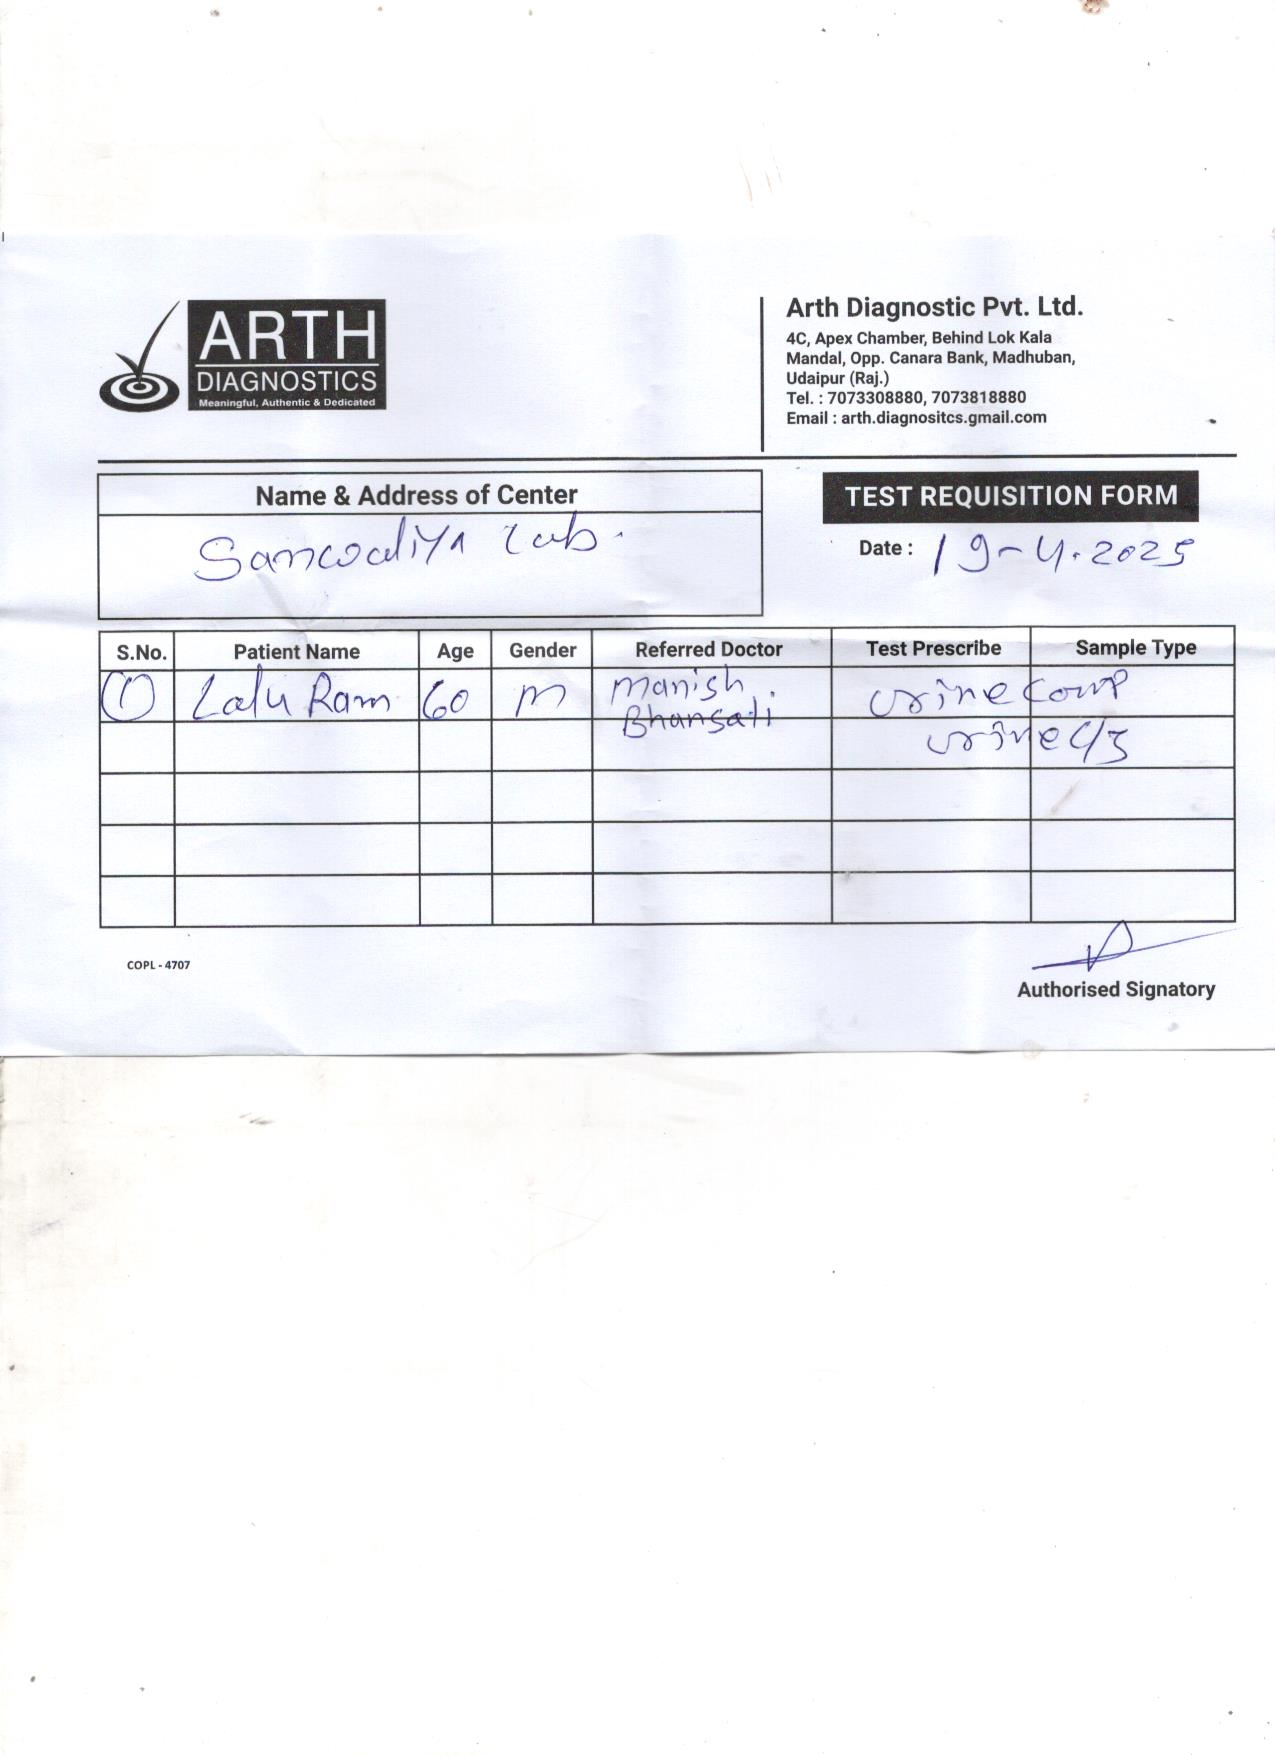 ARTH
DIAGNOSTICS
Meaningful, Authentic & Dedicated
Arth Diagnostic Pvt. Ltd.
4C, Apex Chamber, Behind Lok Kala
Mandal, Opp. Canara Bank, Madhuban,
Udaipur (Raj.)
Tel. : 7073308880, 7073818880
Email : arth.diagnositcs.gmail.com
Name & Address of Center
Sanwaliya Lab.
TEST REQUISITION FORM
Date : 19-4.2025
S.No. Patient Name Age Gender Referred Doctor Test Prescribe Sample Type
(1) Lalu Ram 60 M Manish Urine Comp
Bhansali Urine C/S
COPL - 4707
Authorised Signatory